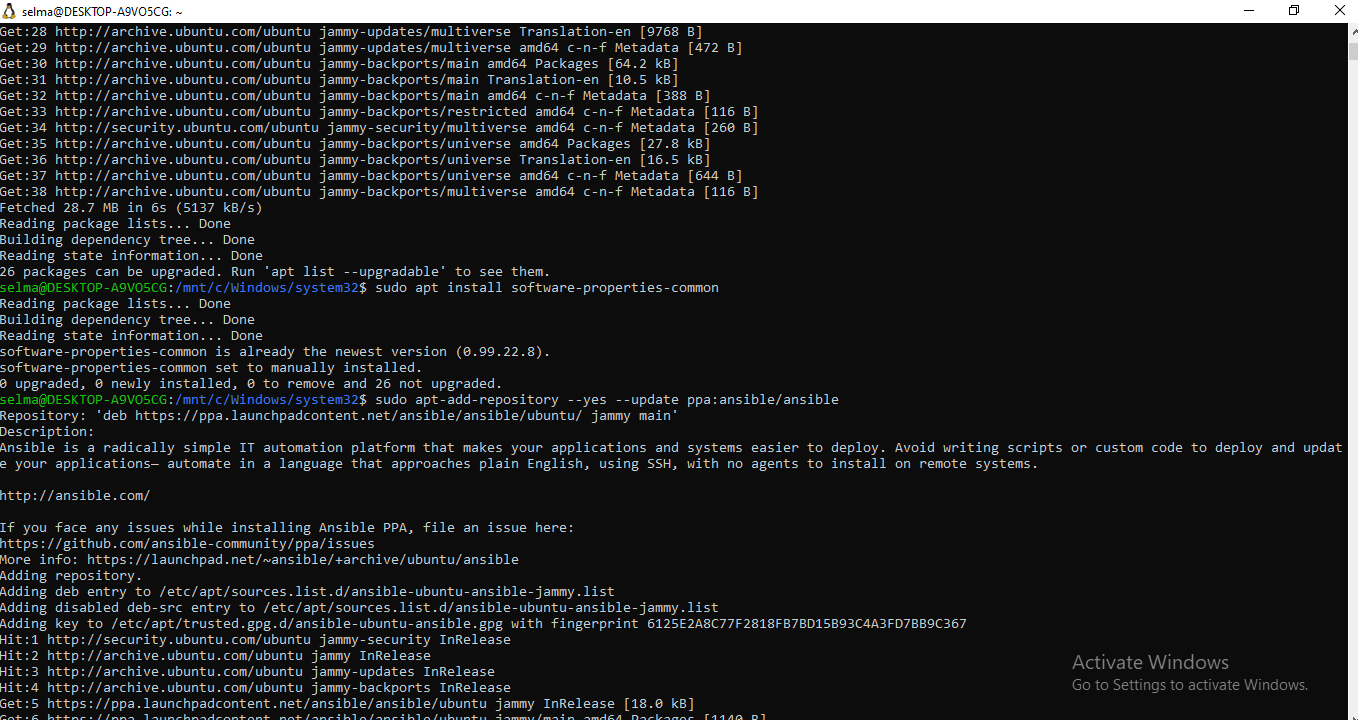 selma@DESKTOP-A9VO5CG: ~
Get:28 http://archive.ubuntu.com/ubuntu jammy-updates/multiverse Translation-en [9768 B]
Get:29 http://archive.ubuntu.com/ubuntu jammy-updates/multiverse amd64 c-n-f Metadata [472 B]
Get:30 http://archive.ubuntu.com/ubuntu jammy-backports/main amd64 Packages [64.2 kB]
Get:31 http://archive.ubuntu.com/ubuntu jammy-backports/main Translation-en [10.5 kB]
Get:32 http://archive.ubuntu.com/ubuntu jammy-backports/main amd64 c-n-f Metadata [388 B]
Get:33 http://archive.ubuntu.com/ubuntu jammy-backports/restricted amd64 c-n-f Metadata [116 B]
Get:34 http://security.ubuntu.com/ubuntu jammy-security/multiverse amd64 c-n-f Metadata [260 B]
Get:35 http://archive.ubuntu.com/ubuntu jammy-backports/universe amd64 Packages [27.8 kB]
Get:36 http://archive.ubuntu.com/ubuntu jammy-backports/universe Translation-en [16.5 kB]
Get:37 http://archive.ubuntu.com/ubuntu jammy-backports/universe amd64 c-n-f Metadata [644 B]
Get:38 http://archive.ubuntu.com/ubuntu jammy-backports/multiverse amd64 c-n-f Metadata [116 B]
Fetched 28.7 MB in 6s (5137 kB/s)
Reading package lists... Done
Building dependency tree... Done
Reading state information... Done
26 packages can be upgraded. Run 'apt list --upgradable' to see them.
selma@DESKTOP-A9VO5CG:/mnt/c/Windows/system32$ sudo apt install software-properties-common
Reading package lists... Done
Building dependency tree... Done
Reading state information... Done
software-properties-common is already the newest version (0.99.22.8).
software-properties-common set to manually installed.
0 upgraded, 0 newly installed, 0 to remove and 26 not upgraded.
selma@DESKTOP-A9VO5CG:/mnt/c/Windows/system32$ sudo apt-add-repository --yes --update ppa:ansible/ansible
Repository: 'deb https://ppa.launchpadcontent.net/ansible/ansible/ubuntu/ jammy main'
Description:
Ansible is a radically simple IT automation platform that makes your applications and systems easier to deploy. Avoid writing scripts or custom code to deploy and updat
e your applications— automate in a language that approaches plain English, using SSH, with no agents to install on remote systems.
http://ansible.com/
If you face any issues while installing Ansible PPA, file an issue here:
https://github.com/ansible-community/ppa/issues
More info: https://launchpad.net/~ansible/+archive/ubuntu/ansible
Adding repository.
Adding deb entry to /etc/apt/sources.list.d/ansible-ubuntu-ansible-jammy.list
Adding disabled deb-src entry to /etc/apt/sources.list.d/ansible-ubuntu-ansible-jammy.list
Adding key to /etc/apt/trusted.gpg.d/ansible-ubuntu-ansible.gpg with fingerprint 6125E2A8C77F2818FB7BD15B93C4A3FD7BB9C367
Hit:1 http://security.ubuntu.com/ubuntu jammy-security InRelease
Hit:2 http://archive.ubuntu.com/ubuntu jammy InRelease
Hit:3 http://archive.ubuntu.com/ubuntu jammy-updates InRelease
Hit:4 http://archive.ubuntu.com/ubuntu jammy-backports InRelease
Get:5 https://ppa.launchpadcontent.net/ansible/ansible/ubuntu jammy InRelease [18.0 kB]
Get:6 https://ppa.launchpadcontent.net/ansible/ansible/ubuntu jammy/main amd64 Packages [1140 B]
Activate Windows
Go to Settings to activate Windows.